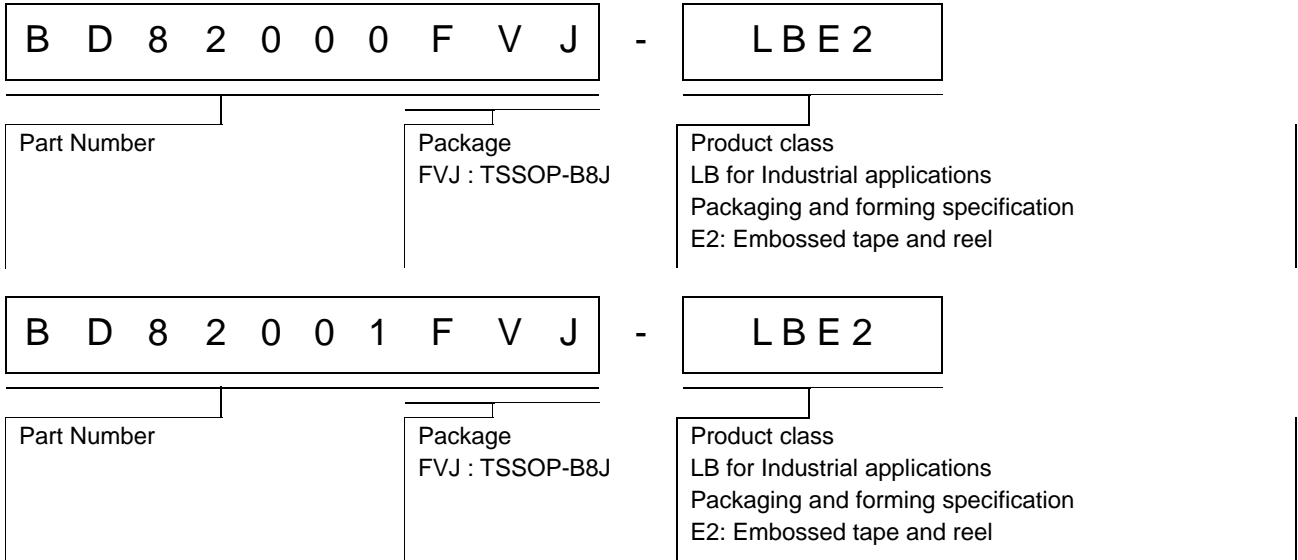 B D 8 2 0 0 0 F V J - L B E 2
Part Number
Package
FVJ : TSSOP-B8J
Product class
LB for Industrial applications
Packaging and forming specification
E2: Embossed tape and reel
B D 8 2 0 0 1 F V J - L B E 2
Part Number
Package
FVJ : TSSOP-B8J
Product class
LB for Industrial applications
Packaging and forming specification
E2: Embossed tape and reel